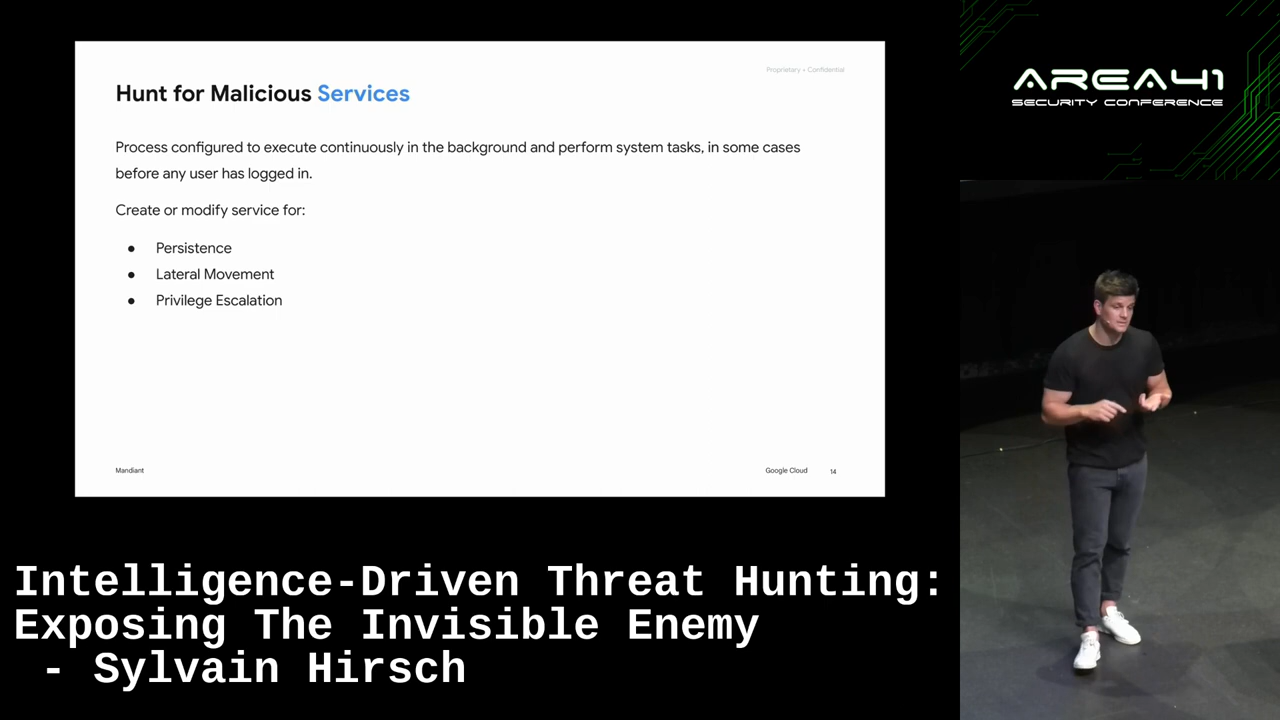 Proprietary + Confidential
Hunt for Malicious Services
Process configured to execute continuously in the background and perform system tasks, in some cases
before any user has logged in.
Create or modify service for:
● Persistence
● Lateral Movement
● Privilege Escalation
Mandiant
Google Cloud
14
AREA41
SECURITY CONFERENCE
Intelligence-Driven Threat Hunting:
Exposing The Invisible Enemy
- Sylvain Hirsch